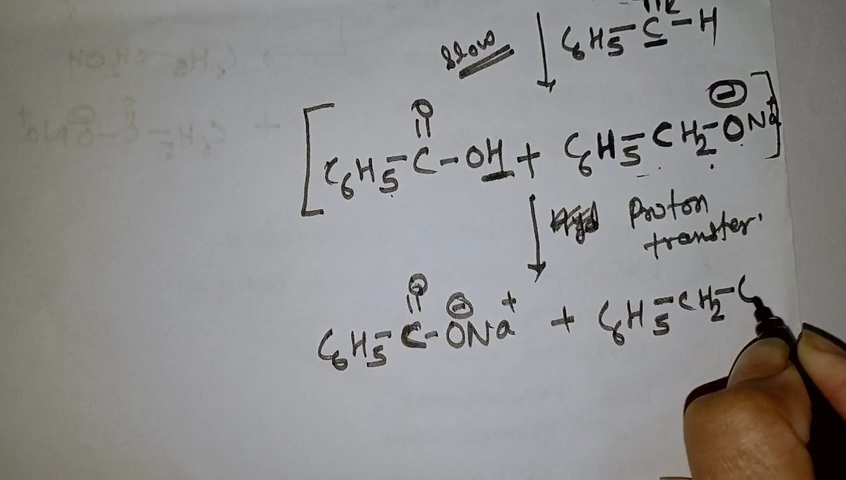 Slow
C6H5-C-H
O
[C6H5-C-OH + C6H5-CH2-O⊖Na+]
Proton
transfer.
O
C6H5-C-O⊖Na+ + C6H5-CH2-